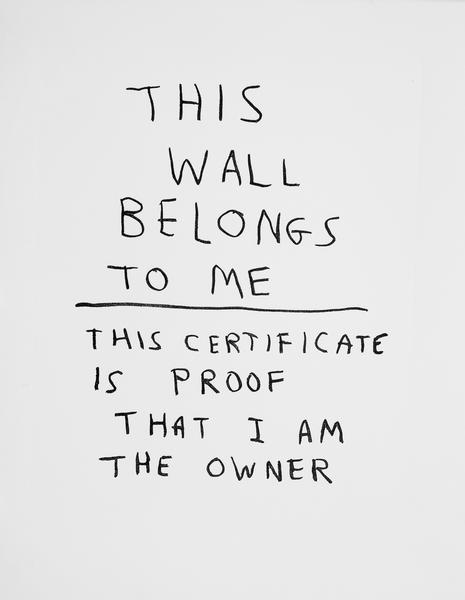 THIS
WALL
BELONGS
TO ME
THIS CERTIFICATE
IS PROOF
THAT I AM
THE OWNER